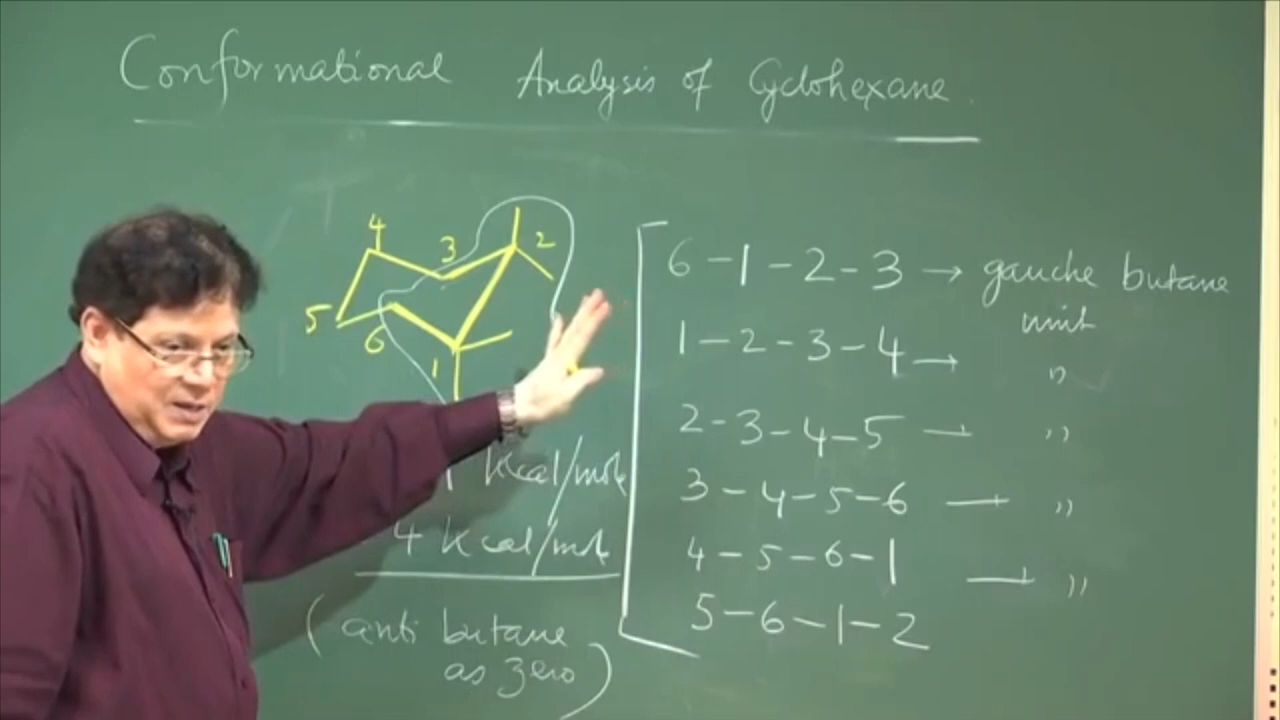 Conformational Analysis of Cyclohexane.
4
3
2
5
6
1
Kcal/mole
4 Kcal/mol
(anti butane
as zero)
6-1-2-3 → gauche butane
unit
1-2-3-4 → "
2-3-4-5 — "
3-4-5-6 — "
4-5-6-1 — "
5-6-1-2